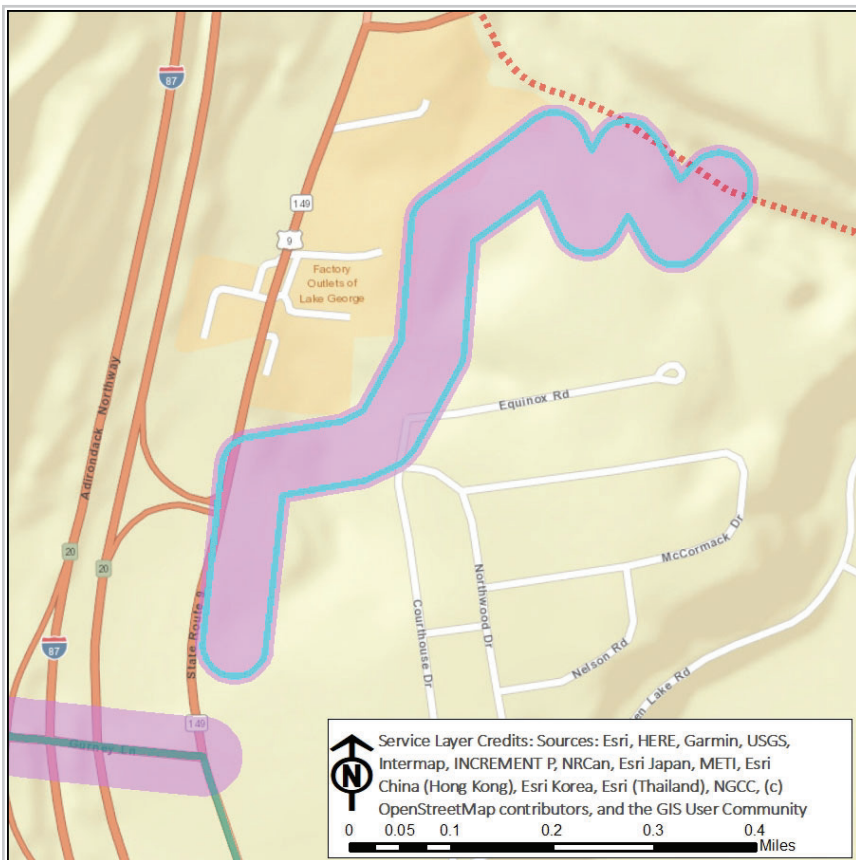 87
149
9
Factory
Outlets of
Lake George
Adirondack Northway
Equinox Rd
20
20
McCormack Dr
Northwood Dr
Courthouse Dr
State Route 9
87
Nelson Rd
en Lake Rd
149
Gurney Ln
N
Service Layer Credits: Sources: Esri, HERE, Garmin, USGS,
Intermap, INCREMENT P, NRCan, Esri Japan, METI, Esri
China (Hong Kong), Esri Korea, Esri (Thailand), NGCC, (c)
OpenStreetMap contributors, and the GIS User Community
0 0.05 0.1 0.2 0.3 0.4
Miles